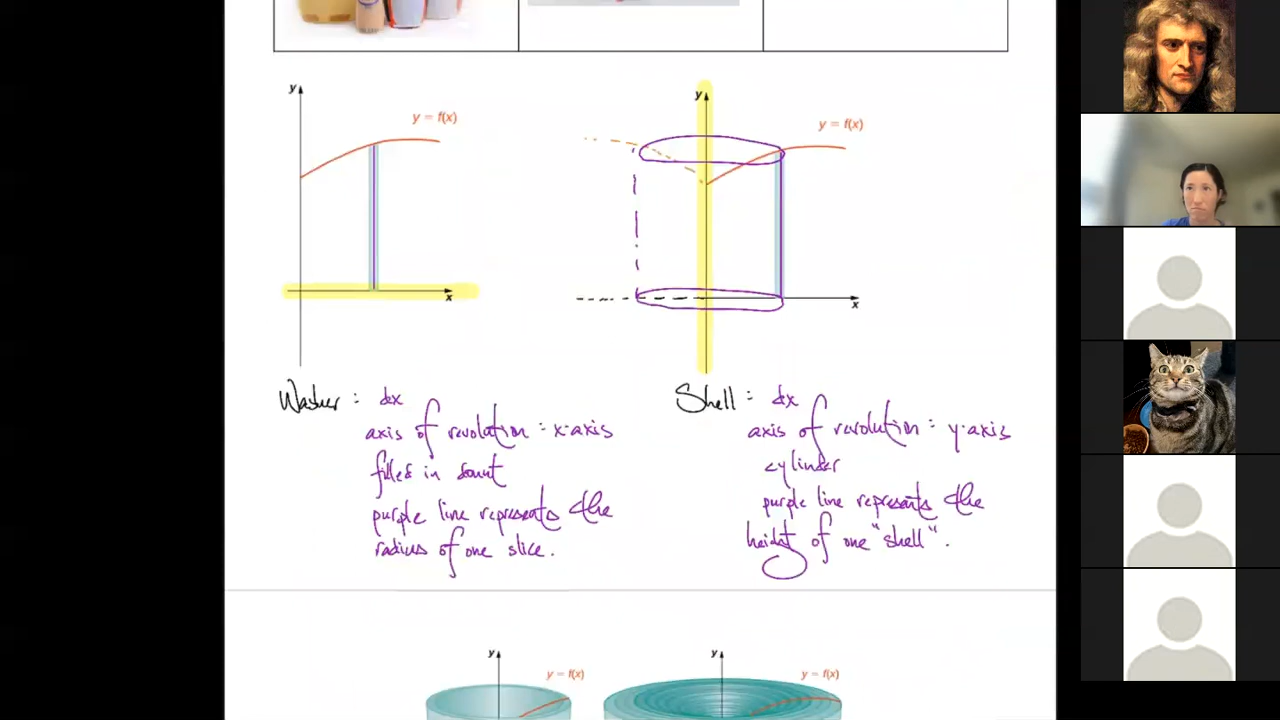 y
y = f(x)
x
y
y = f(x)
x
Washer : dx
axis of revolution : x-axis
filled in donut
purple line represents the
radius of one slice.
Shell : dx
axis of revolution : y-axis
cylinder
purple line represents the
height of one "shell".
y
y = f(x)
y
y = f(x)